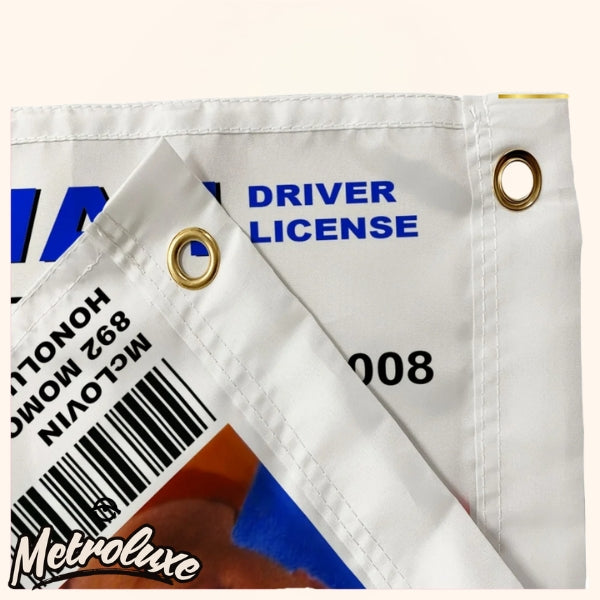 DRIVER
LICENSE
008
McLOVIN
892 MOMO
HONOLU
Metroluxe